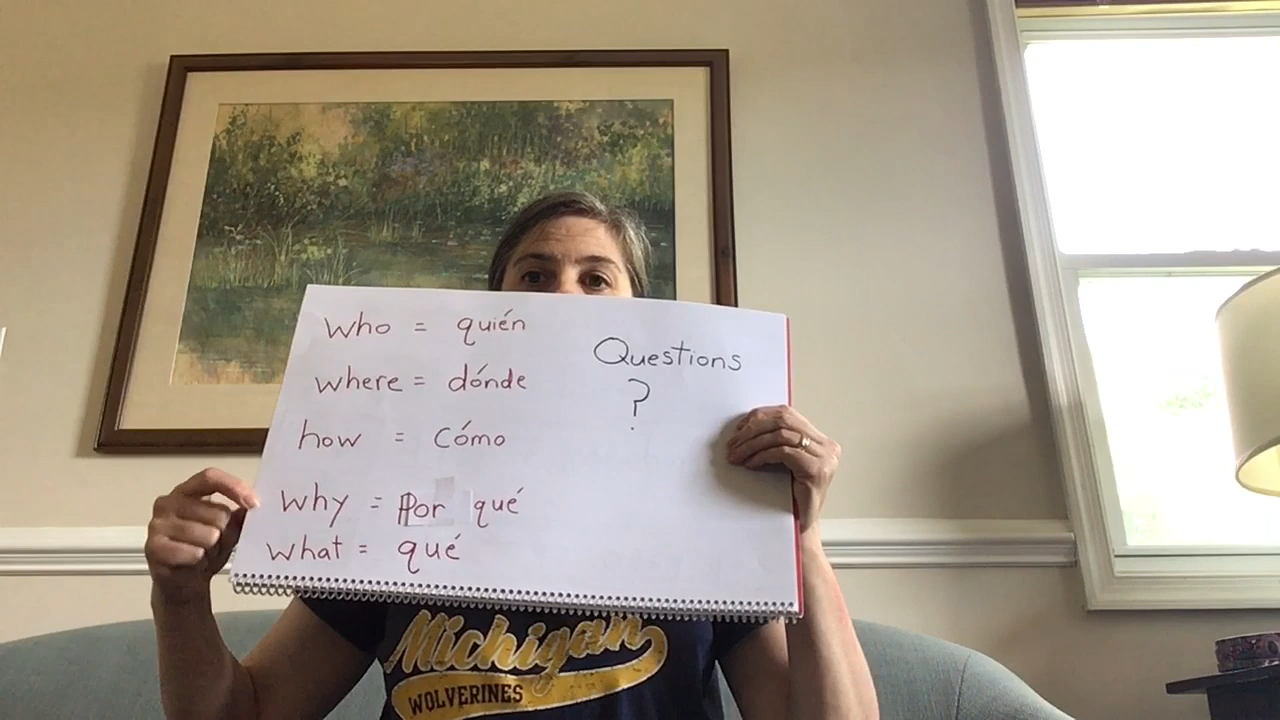 who = quién
where = dónde
how = cómo
why = Por qué
what = qué
Questions
?
Michigan
WOLVERINES